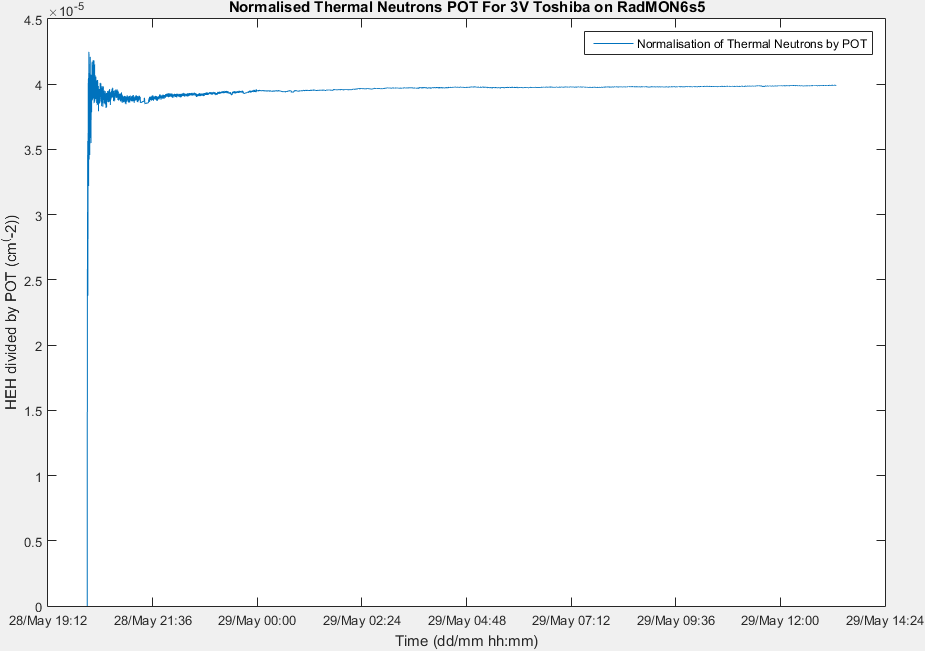 Normalised Thermal Neutrons POT For 3V Toshiba on RadMON6s5
×10^-5
Normalisation of Thermal Neutrons by POT
4.5
4
3.5
3
2.5
2
1.5
1
0.5
0
HEH divided by POT (cm(-2))
28/May 19:12 28/May 21:36 29/May 00:00 29/May 02:24 29/May 04:48 29/May 07:12 29/May 09:36 29/May 12:00 29/May 14:24
Time (dd/mm hh:mm)